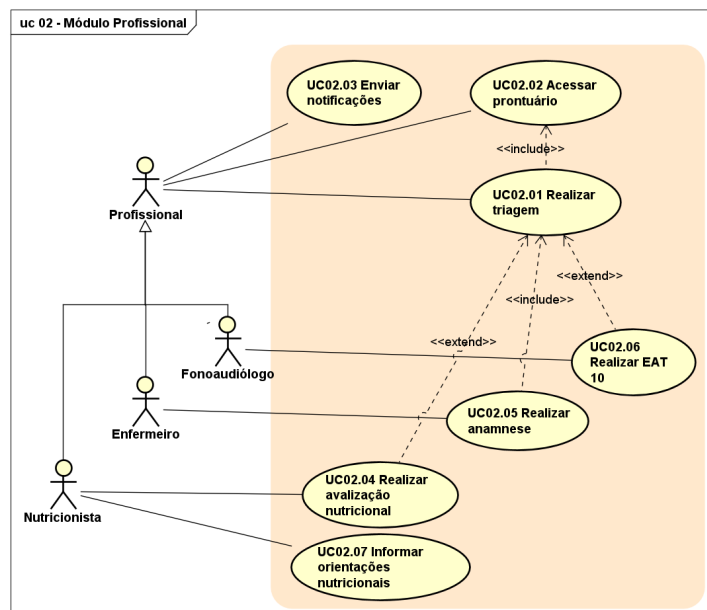 uc 02 - Módulo Profissional
UC02.03 Enviar
notificações
UC02.02 Acessar
prontuário
<<include>>
Profissional
UC02.01 Realizar
triagem
<<extend>>
<<include>>
<<extend>>
Fonoaudiólogo
UC02.06
Realizar EAT
10
Enfermeiro
UC02.05 Realizar
anamnese
Nutricionista
UC02.04 Realizar
avalização
nutricional
UC02.07 Informar
orientações
nutricionais